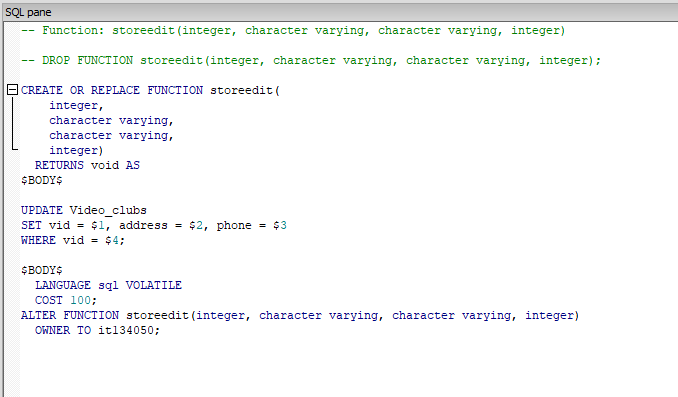 SQL pane
-- Function: storeedit(integer, character varying, character varying, integer)
-- DROP FUNCTION storeedit(integer, character varying, character varying, integer);
CREATE OR REPLACE FUNCTION storeedit(
integer,
character varying,
character varying,
integer)
RETURNS void AS
$BODY$
UPDATE Video_clubs
SET vid = $1, address = $2, phone = $3
WHERE vid = $4;
$BODY$
LANGUAGE sql VOLATILE
COST 100;
ALTER FUNCTION storeedit(integer, character varying, character varying, integer)
OWNER TO it134050;